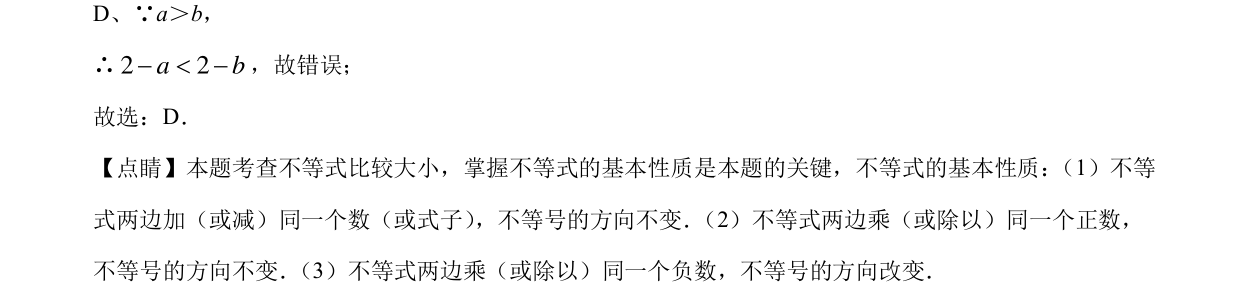 D、∵a＞b，
∴2−a<2−b，故错误；
故选：D．
【点睛】本题考查不等式比较大小，掌握不等式的基本性质是本题的关键，不等式的基本性质：（1）不等
式两边加（或减）同一个数（或式子），不等号的方向不变．（2）不等式两边乘（或除以）同一个正数，
不等号的方向不变．（3）不等式两边乘（或除以）同一个负数，不等号的方向改变．